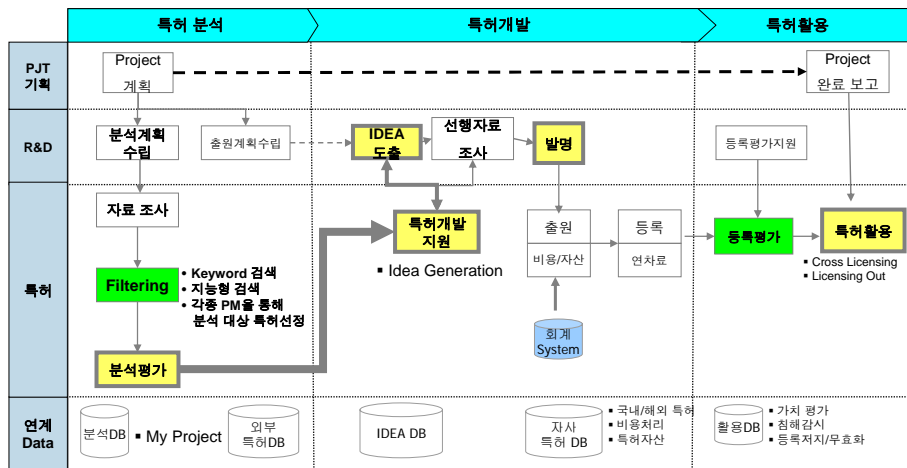 특허 분석
특허개발
특허활용
PJT
기획
Project
계획
Project
완료 보고
R&D
분석계획
수립
출원계획수립
IDEA
도출
선행자료
조사
발명
등록평가지원
특허
자료 조사
Filtering
• Keyword 검색
• 지능형 검색
• 각종 PM을 통해
분석 대상 특허선정
분석평가
특허개발
지원
▪ Idea Generation
출원
비용/자산
등록
연차료
회계
System
등록평가
특허활용
▪ Cross Licensing
▪ Licensing Out
연계
Data
분석DB
▪ My Project
외부
특허DB
IDEA DB
자사
특허 DB
▪ 국내/해외 특허
▪ 비용처리
▪ 특허자산
활용DB
▪ 가치 평가
▪ 침해감시
▪ 등록저지/무효화